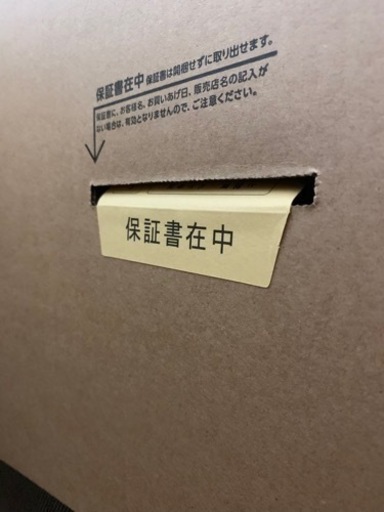 保証書在中 保証書は開梱せずに取り出せます。
保証書に、お客様名、お買いあげ日、販売店名の記入が
ない場合は、有効となりませんので、ご注意ください。
保証書在中